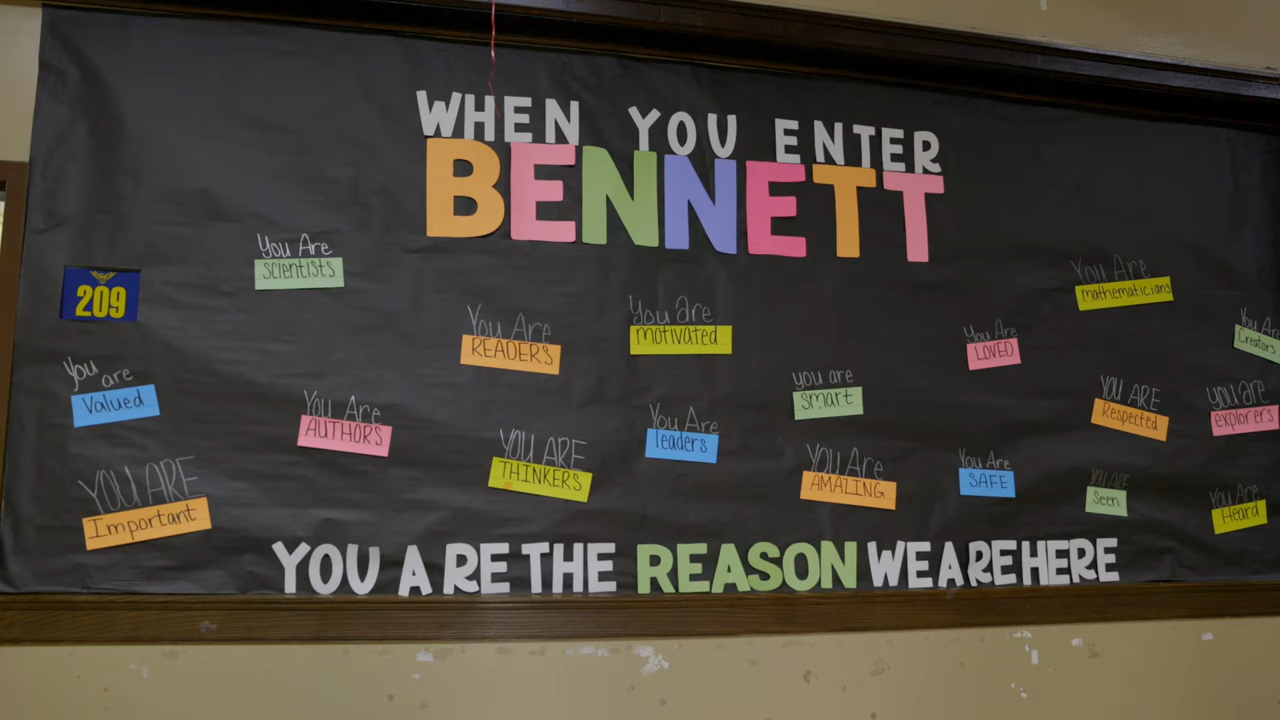 WHEN YOU ENTER
BENNETT
209
You Are
scientists
You Are
mathematicians
You Are
READERS
You are
motivated
You Are
LOVED
You Are
Creators
You are
Valued
You Are
AUTHORS
you are
smart
YOU ARE
Respected
you are
explorers
You Are
leaders
YOU ARE
THINKERS
You Are
AMAZING
You Are
SAFE
YOU ARE
Seen
You Are
Heard
YOU ARE
Important
YOU ARE THE REASON WE ARE HERE